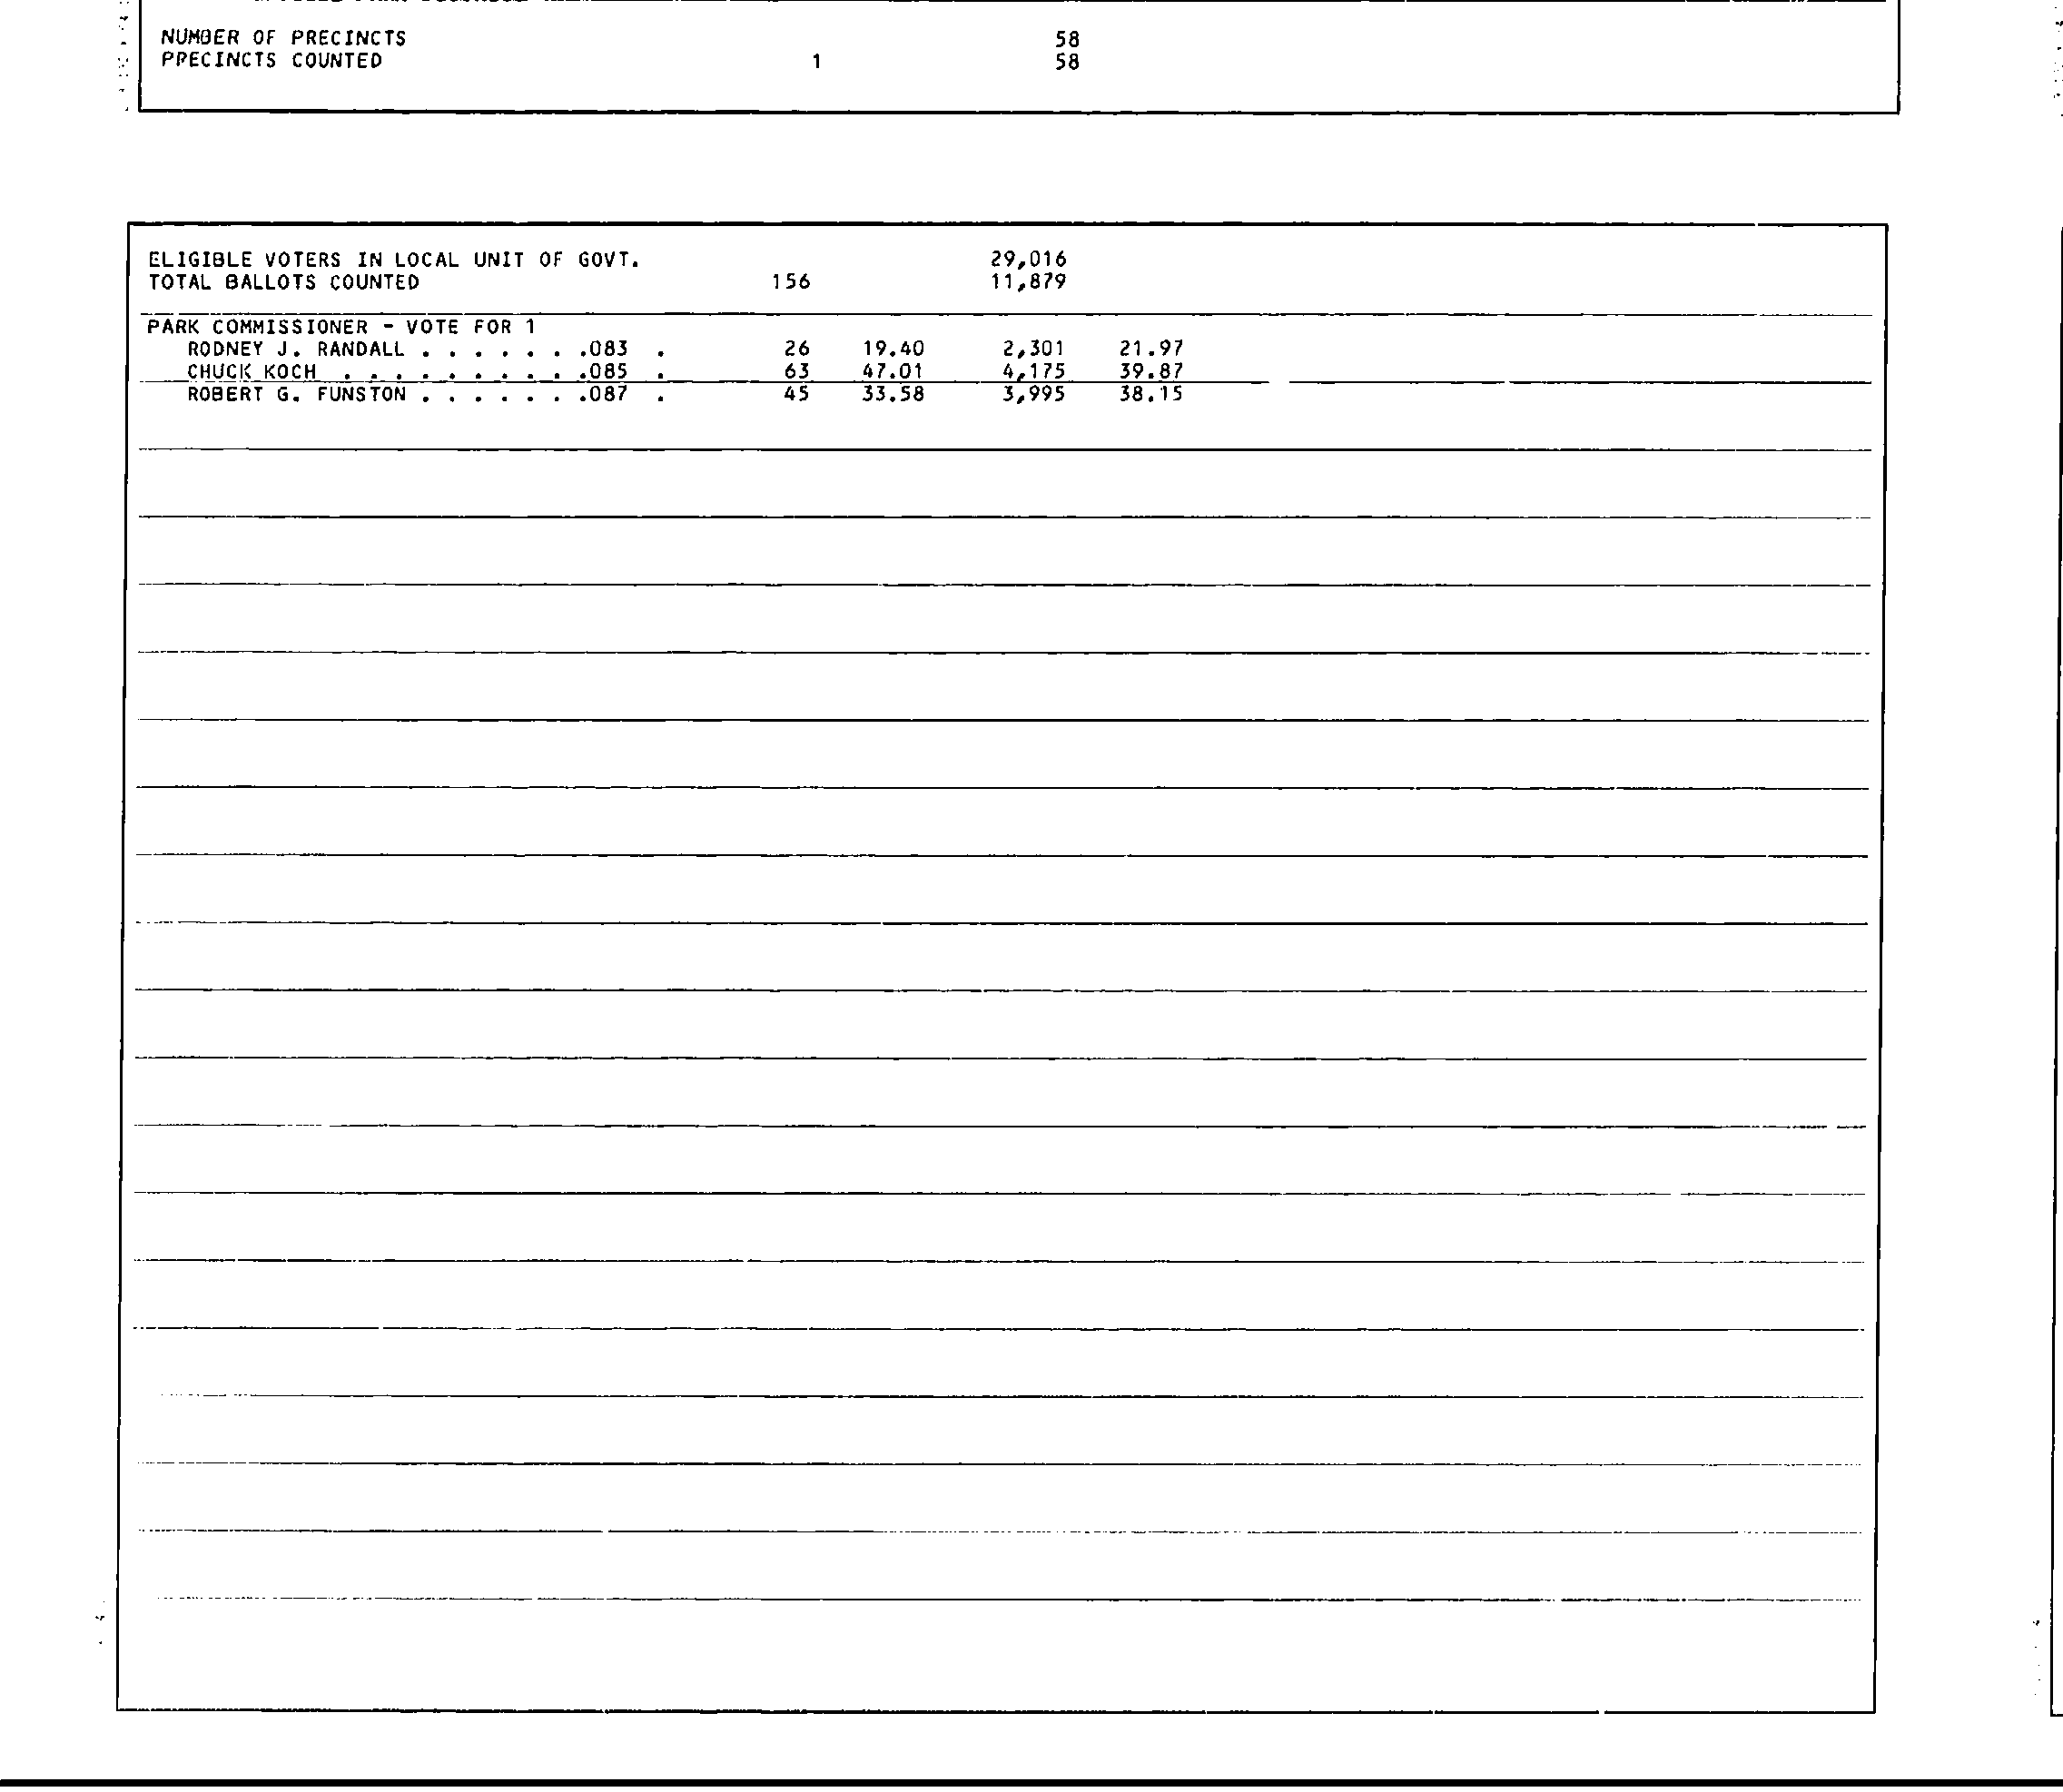 NUMBER OF PRECINCTS 58
PRECINCTS COUNTED 1 58
ELIGIBLE VOTERS IN LOCAL UNIT OF GOVT. 29,016
TOTAL BALLOTS COUNTED 156 11,879
PARK COMMISSIONER - VOTE FOR 1
RODNEY J. RANDALL . . . . . . .083 . 26 19.40 2,301 21.97
CHUCK KOCH . . . . . . . . . .085 . 63 47.01 4,175 39.87
ROBERT G. FUNSTON . . . . . . .087 . 45 33.58 3,995 38.15